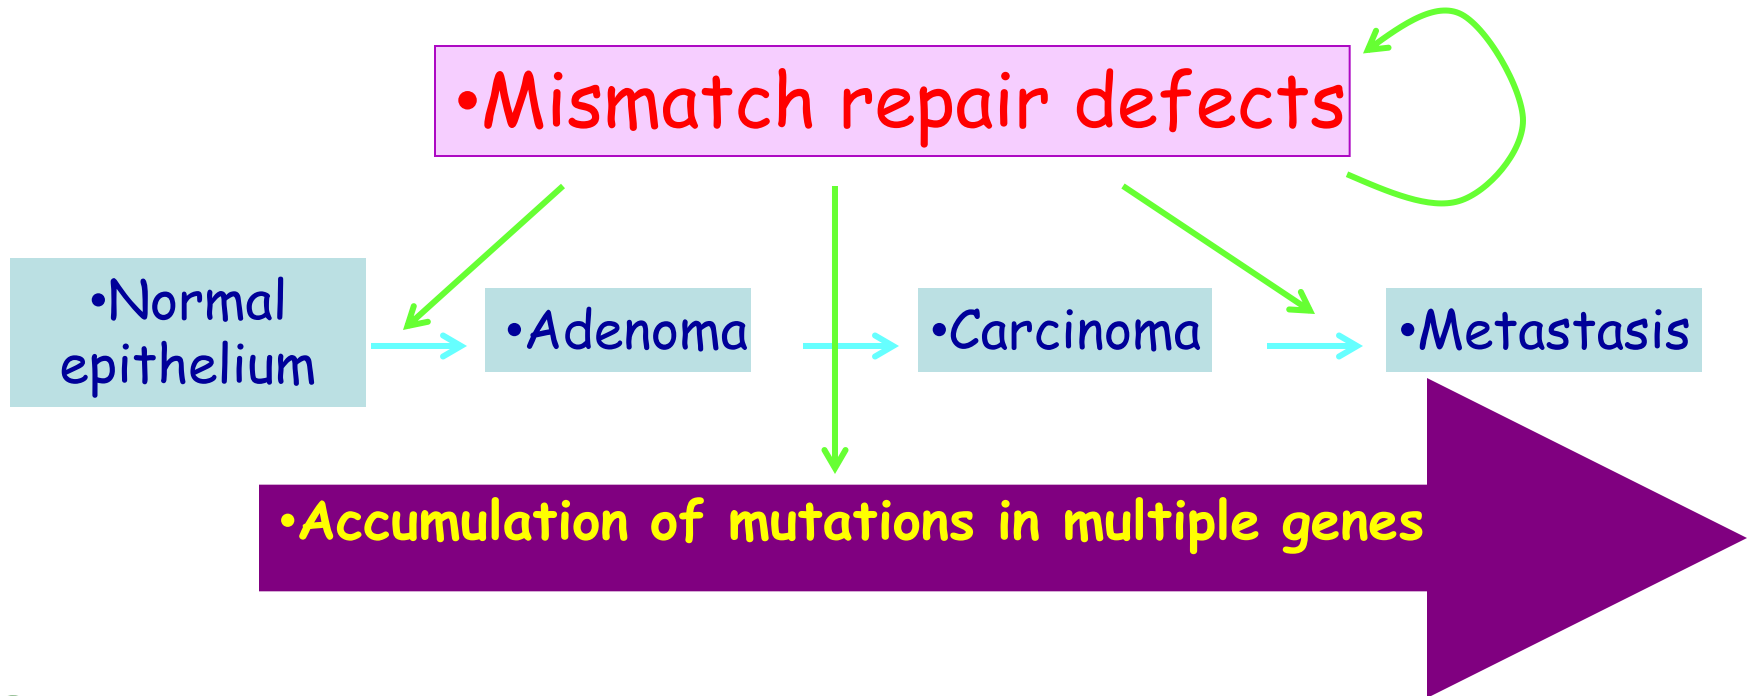 •Mismatch repair defects
•Normal
epithelium
•Adenoma
•Carcinoma
•Metastasis
•Accumulation of mutations in multiple genes